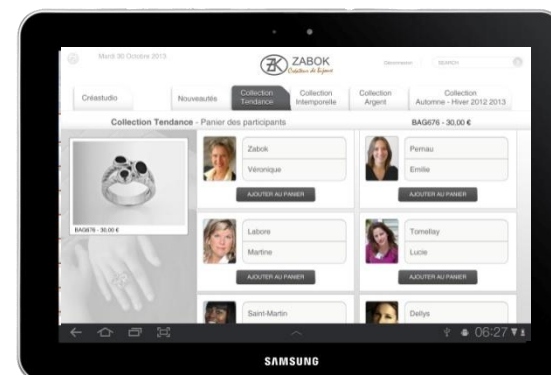 Mardi 30 Octobre 2013
ZABOK
Création de bijoux
Déconnexion
SEARCH
Créastudio
Nouveautés
Collection
Tendance
Collection
Intemporelle
Collection
Argent
Collection
Automne - Hiver 2012 2013
Collection Tendance - Panier des participants
BAG676 - 30,00 €
Zabok
Véronique
AJOUTER AU PANIER
Pernau
Emilie
AJOUTER AU PANIER
BAG676 - 30,00 €
Labore
Martine
AJOUTER AU PANIER
Tomellay
Lucie
AJOUTER AU PANIER
Saint-Martin
Dellys
06:27
SAMSUNG